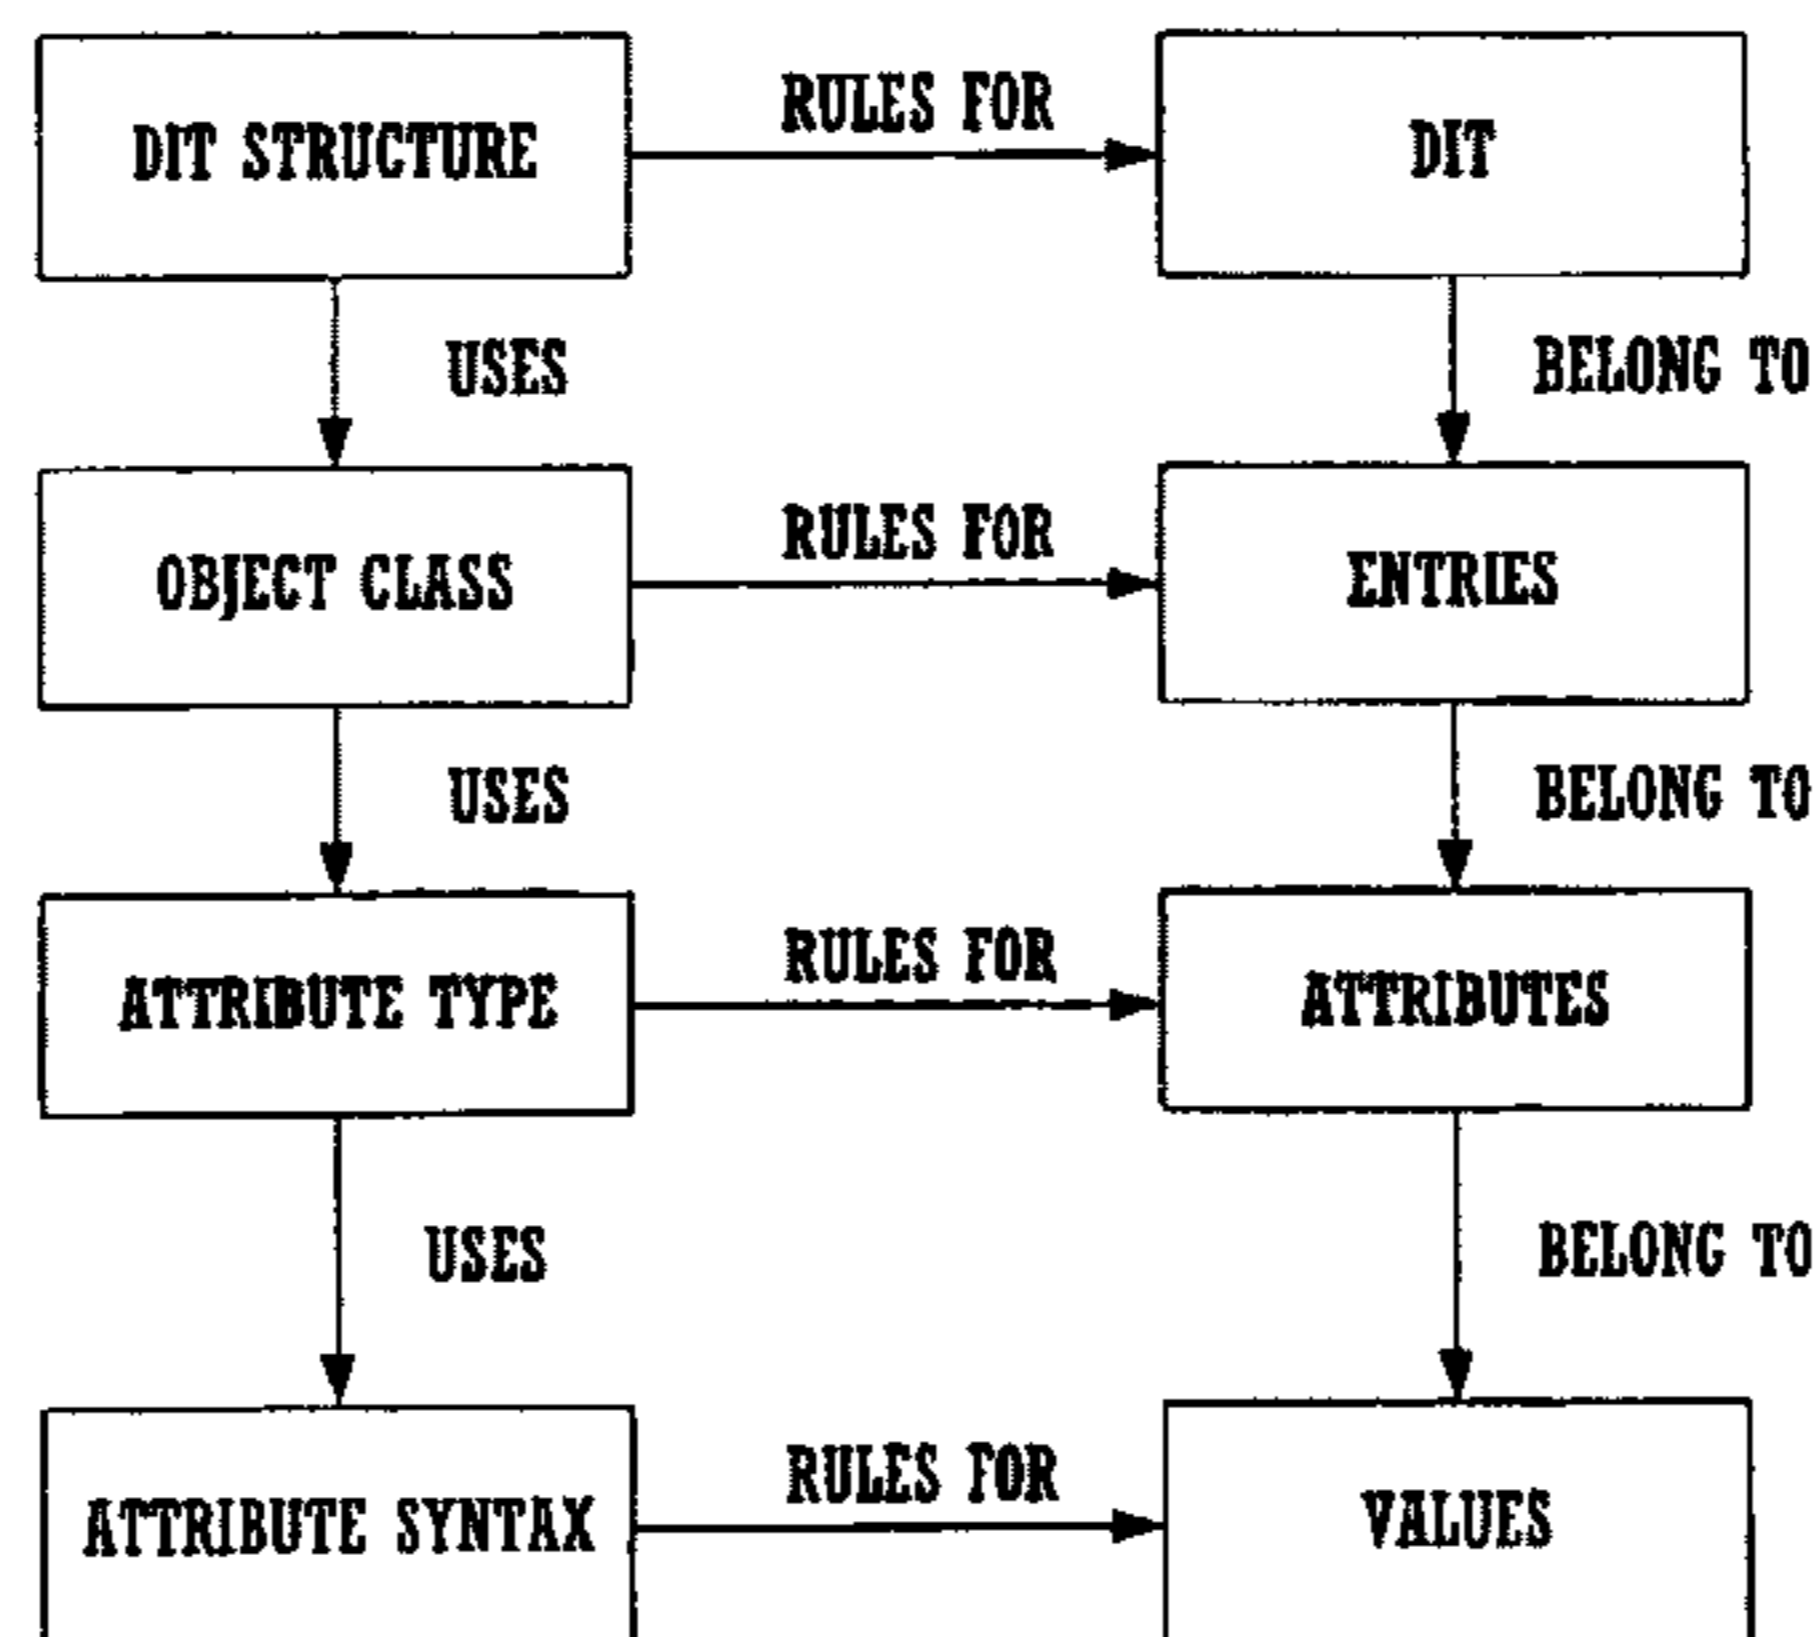 RULES FOR
DIT STRUCTURE
DIT
USES
BELONG TO
RULES FOR
OBJECT CLASS
ENTRIES
USES
BELONG TO
RULES FOR
ATTRIBUTE TYPE
ATTRIBUTES
USES
BELONG TO
RULES FOR
ATTRIBUTE SYNTAX
VALUES